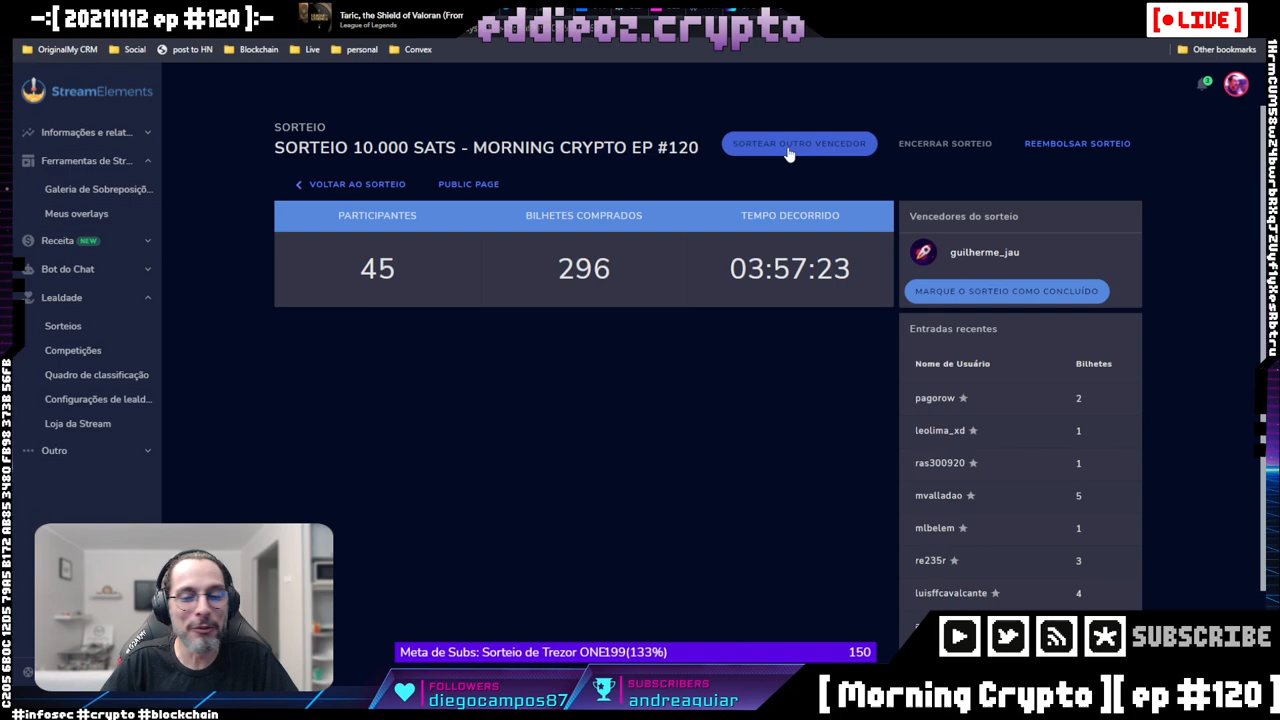 -:[ 20211112 ep #120 ]:-
Taric, the Shield of Valoran (Fron
League of Legends
eddieoz.crypto
[● LIVE]
OriginalMy CRM
Social
post to HN
Blockchain
Live
personal
Convex
Other bookmarks
StreamElements
3
Informações e relat...
Ferramentas de Str...
Galeria de Sobreposiçõ...
Meus overlays
Receita NEW
Bot do Chat
Lealdade
Sorteios
Competições
Quadro de classificação
Configurações de leald...
Loja da Stream
Outro
SORTEIO
SORTEIO 10.000 SATS - MORNING CRYPTO EP #120
SORTEAR OUTRO VENCEDOR
ENCERRAR SORTEIO
REEMBOLSAR SORTEIO
VOLTAR AO SORTEIO
PUBLIC PAGE
PARTICIPANTES
BILHETES COMPRADOS
TEMPO DECORRIDO
45
296
03:57:23
Vencedores do sorteio
guilherme_jau
MARQUE O SORTEIO COMO CONCLUÍDO
Entradas recentes
Nome de Usuário
Bilhetes
pagorow
2
leolima_xd
1
ras300920
1
mvalladao
5
mlbelem
1
re235r
3
luisffcavalcante
4
Meta de Subs: Sorteio de Trezor ONE199(133%)
150
FOLLOWERS
diegocampos87
SUBSCRIBERS
andreaquiar
SUBSCRIBE
[ Morning Crypto ][ ep #120 ]
#infosec #crypto #blockchain